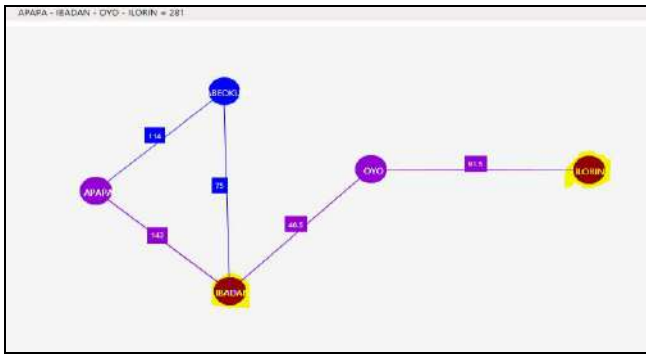 APAPA - IBADAN - OYO - ILORIN = 281
ABEOKU
114
OYO
91.5
ILORIN
75
APAPA
142
46.5
IBADAN